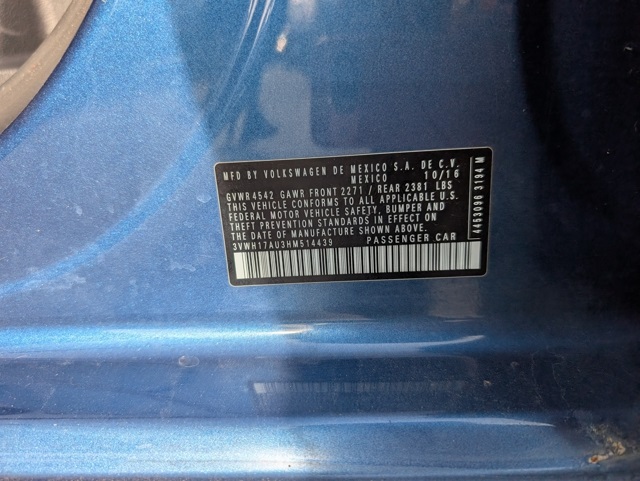 MFD BY VOLKSWAGEN DE MEXICO S.A. DE C.V.
MEXICO 10/16
GVWR 4542 GAWR FRONT 2271 / REAR 2381 LBS
THIS VEHICLE CONFORMS TO ALL APPLICABLE U.S.
FEDERAL MOTOR VEHICLE SAFETY, BUMPER AND
THEFT PREVENTION STANDARDS IN EFFECT ON
THE DATE OF MANUFACTURE SHOWN ABOVE.
3VWH17AU3HM514439 PASSENGER CAR
4453096 3194 M